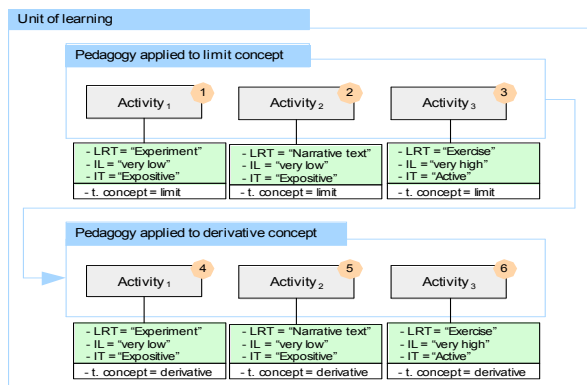 Unit of learning
Pedagogy applied to limit concept
1
2
3
Activity 1
Activity 2
Activity 3
- LRT = “Experiment”
- IL = “very low”
- IT = “Expositive”
- t. concept = limit
- LRT = “Narrative text”
- IL = “very low”
- IT = “Expositive”
- t. concept = limit
- LRT = “Exercise”
- IL = “very high”
- IT = “Active”
- t. concept = limit
Pedagogy applied to derivative concept
4
5
6
Activity 1
Activity 2
Activity 3
- LRT = “Experiment”
- IL = “very low”
- IT = “Expositive”
- t. concept = derivative
- LRT = “Narrative text”
- IL = “very low”
- IT = “Expositive”
- t. concept = derivative
- LRT = “Exercise”
- IL = “very high”
- IT = “Active”
- t. concept = derivative